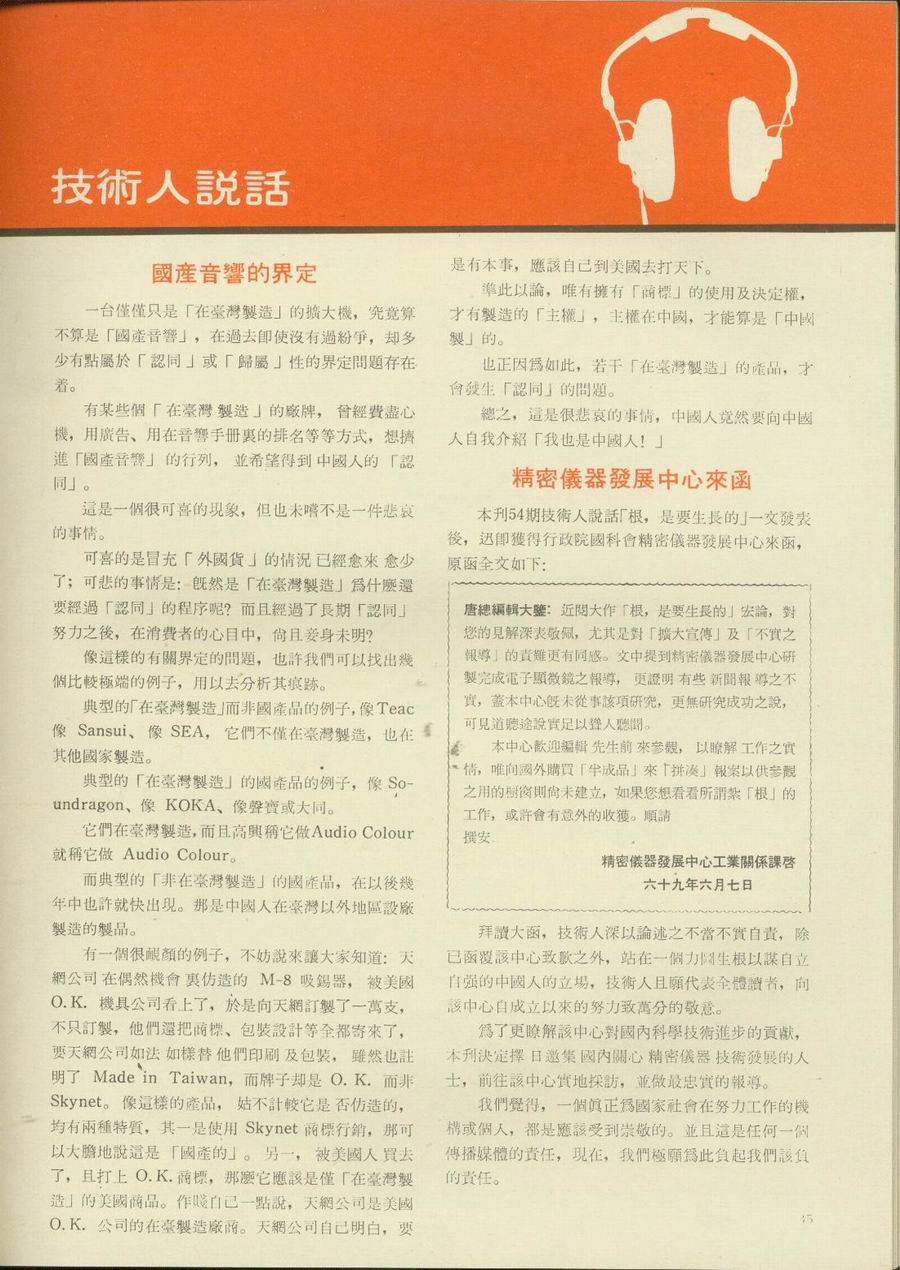 技術人説話
國產音響的界定
一台僅僅只是「在臺灣製造」的擴大機，究竟算
不算是「國產音響」，在過去卽使沒有過紛爭，却多
少有點屬於「認同」或「歸屬」性的界定問題存在
着。
有某些個「在臺灣製造」的廠牌，曾經費盡心
機，用廣告、用在音響手册裏的排名等等方式，想擠
進「國產音響」的行列，並希望得到中國人的「認
同」。
這是一個很可喜的現象，但也未嚐不是一件悲哀
的事情。
可喜的是冒充「外國貨」的情況已經愈來愈少
了；可悲的事情是：旣然是「在臺灣製造」爲什麽還
要經過「認同」的程序呢？而且經過了長期「認同」
努力之後，在消費者的心目中，尙且妾身未明？
像這樣的有關界定的問題，也許我們可以找出幾
個比較極端的例子，用以去分析其痕跡。
典型的「在臺灣製造」而非國產品的例子，像Teac
像 Sansui、像 SEA，它們不僅在臺灣製造，也在
其他國家製造。
典型的「在臺灣製造」的國產品的例子，像 So-
undragon、像 KOKA、像聲寶或大同。
它們在臺灣製造，而且高興稱它做Audio Colour
就稱它做 Audio Colour。
而典型的「非在臺灣製造」的國產品，在以後幾
年中也許就快出現。那是中國人在臺灣以外地區設廠
製造的製品。
有一個很靦顏的例子，不妨說來讓大家知道：天
網公司在偶然機會裏仿造的 M-8 吸錫器，被美國
O.K. 機具公司看上了，於是向天網訂製了一萬支，
不只訂製，他們還把商標、包裝設計等全部寄來了，
要天網公司如法如樣替他們印刷及包裝，雖然也註
明了 Made in Taiwan，而牌子却是 O. K. 而非
Skynet。像這樣的產品，姑不計較它是否仿造的，
均有兩種特質，其一是使用 Skynet 商標行銷，那可
以大膽地說這是「國產的」。另一，被美國人買去
了，且打上 O.K. 商標，那麽它應該是僅「在臺灣製
造」的美國商品。作賤自己一點說，天網公司是美國
O.K. 公司的在臺製造廠商。天網公司自己明白，要
是有本事，應該自己到美國去打天下。
準此以論，唯有擁有「商標」的使用及決定權，
才有製造的「主權」，主權在中國，才能算是「中國
製」的。
也正因爲如此，若干「在臺灣製造」的產品，才
會發生「認同」的問題。
總之，這是很悲哀的事情，中國人竟然要向中國
人自我介紹「我也是中國人！」
精密儀器發展中心來函
本刊54期技術人說話「根，是要生長的」一文發表
後，迅卽獲得行政院國科會精密儀器發展中心來函，
原函全文如下：
唐總編輯大鑒：近閱大作「根，是要生長的」宏論，對
您的見解深表敬佩，尤其是對「擴大宣傳」及「不實之
報導」的責難更有同感。文中提到精密儀器發展中心研
製完成電子顯微鏡之報導，更證明有些新聞報導之不
實，蓋本中心旣未從事該項研究，更無研究成功之說，
可見道聽途說實足以聳人聽聞。
本中心歡迎編輯先生前來參觀，以瞭解工作之實
情，唯向國外購買「半成品」來「拼湊」報案以供參觀
之用的櫥窗則尙未建立，如果您想看看所謂紮「根」的
工作，或許會有意外的收獲。順請
撰安
精密儀器發展中心工業關係課啓
六十九年六月七日
拜讀大函，技術人深以論述之不當不實自責，除
已函覆該中心致歉之外，站在一個力圖生根以謀自立
自强的中國人的立場，技術人且願代表全體讀者，向
該中心自成立以來的努力致萬分的敬意。
爲了更瞭解該中心對國內科學技術進步的貢獻，
本刊決定擇日邀集國內關心精密儀器技術發展的人
士，前往該中心實地採訪，並做最忠實的報導。
我們覺得，一個眞正爲國家社會在努力工作的機
構或個人，都是應該受到崇敬的。並且這是任何一個
傳播媒體的責任，現在，我們極願爲此負起我們該負
的責任。
45